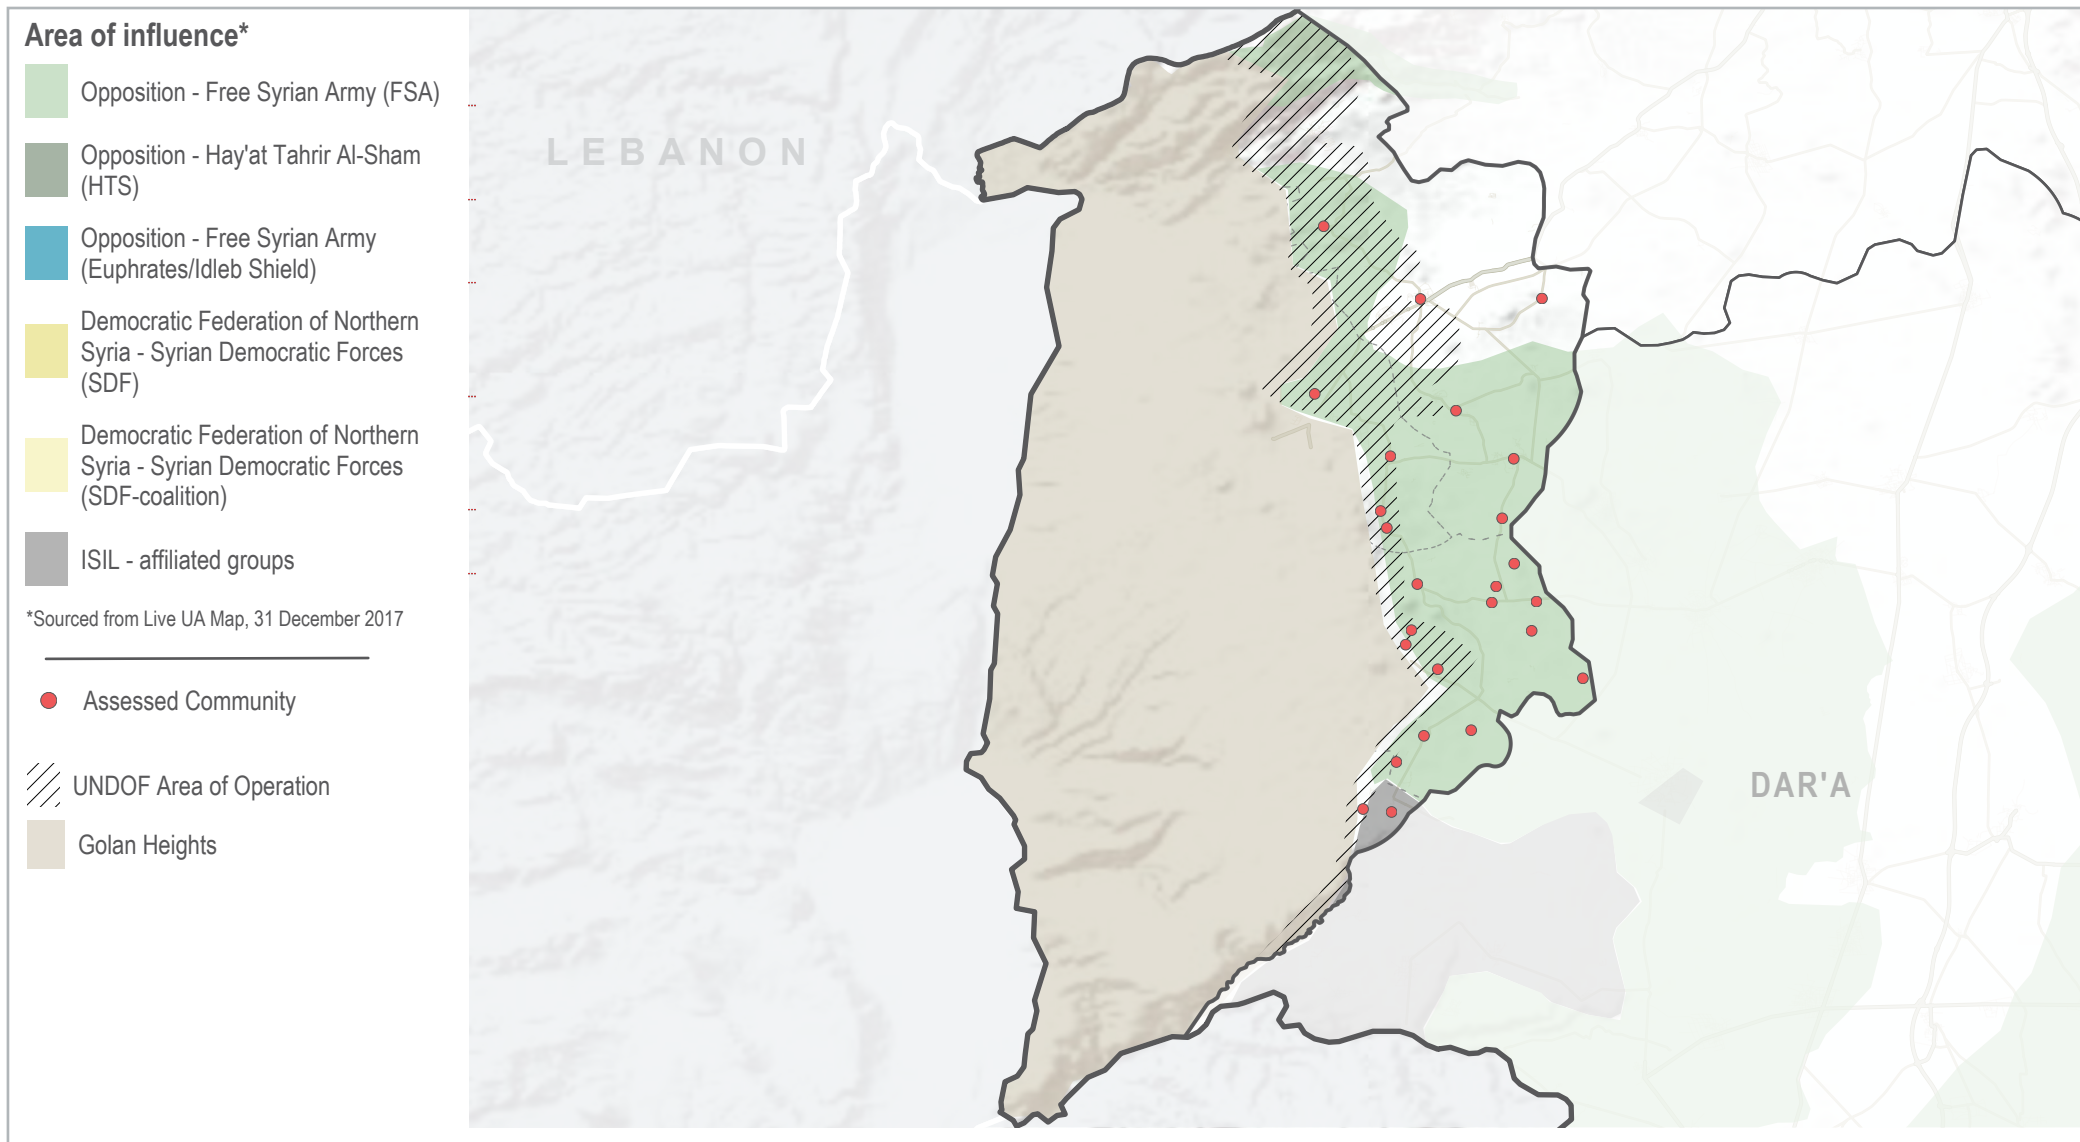 Area of influence*
Opposition - Free Syrian Army (FSA)
Opposition - Hay'at Tahrir Al-Sham
(HTS)
Opposition - Free Syrian Army
(Euphrates/Idleb Shield)
Democratic Federation of Northern
Syria - Syrian Democratic Forces
(SDF)
Democratic Federation of Northern
Syria - Syrian Democratic Forces
(SDF-coalition)
ISIL - affiliated groups
*Sourced from Live UA Map, 31 December 2017
Assessed Community
UNDOF Area of Operation
Golan Heights
LEBANON
DAR'A